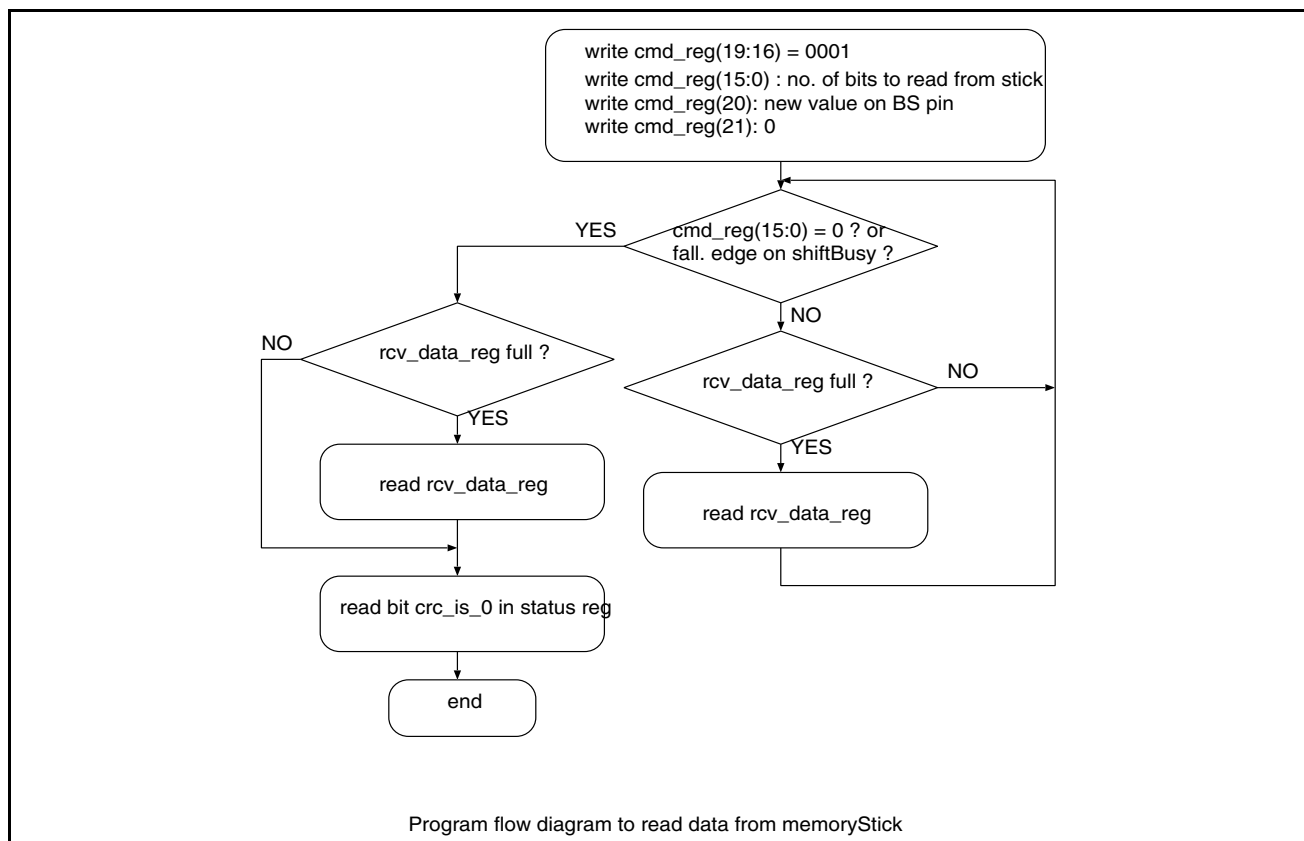 write cmd_reg(19:16) = 0001
write cmd_reg(15:0) : no. of bits to read from stick
write cmd_reg(20): new value on BS pin
write cmd_reg(21): 0
YES
cmd_reg(15:0) = 0 ? or
fall. edge on shiftBusy ?
NO
NO
rcv_data_reg full ?
rcv_data_reg full ?
NO
YES
YES
read rcv_data_reg
read rcv_data_reg
read bit crc_is_0 in status reg
end
Program flow diagram to read data from memoryStick